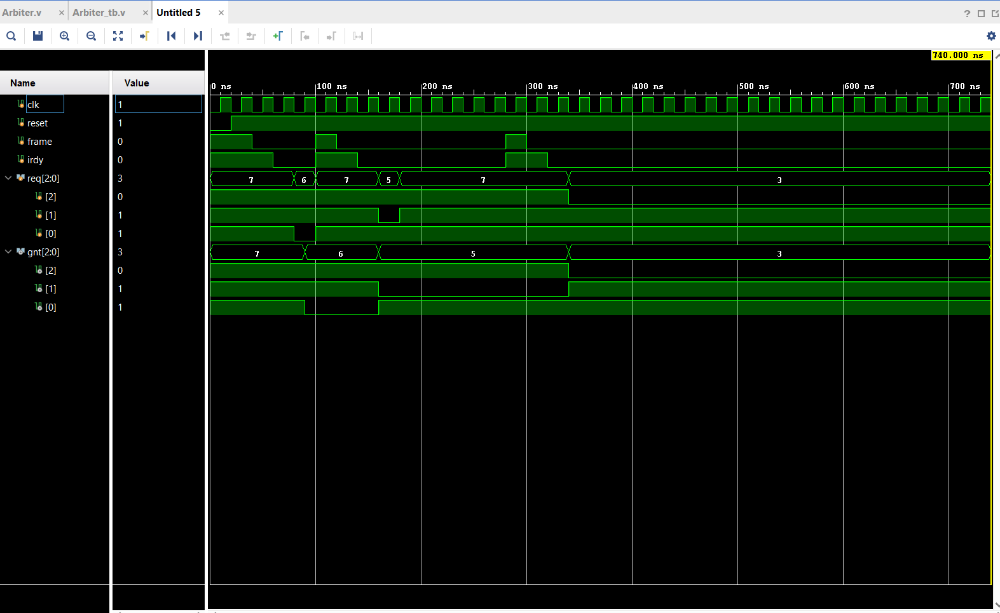 Arbiter.v × Arbiter_tb.v × Untitled 5 ×
?
740.000 ns
Name Value
0 ns 100 ns 200 ns 300 ns 400 ns 500 ns 600 ns 700 ns
clk 1
reset 1
frame 0
irdy 0
req[2:0] 3 7 6 7 5 7 3
[2] 0
[1] 1
[0] 1
gnt[2:0] 3 7 6 5 3
[2] 0
[1] 1
[0] 1